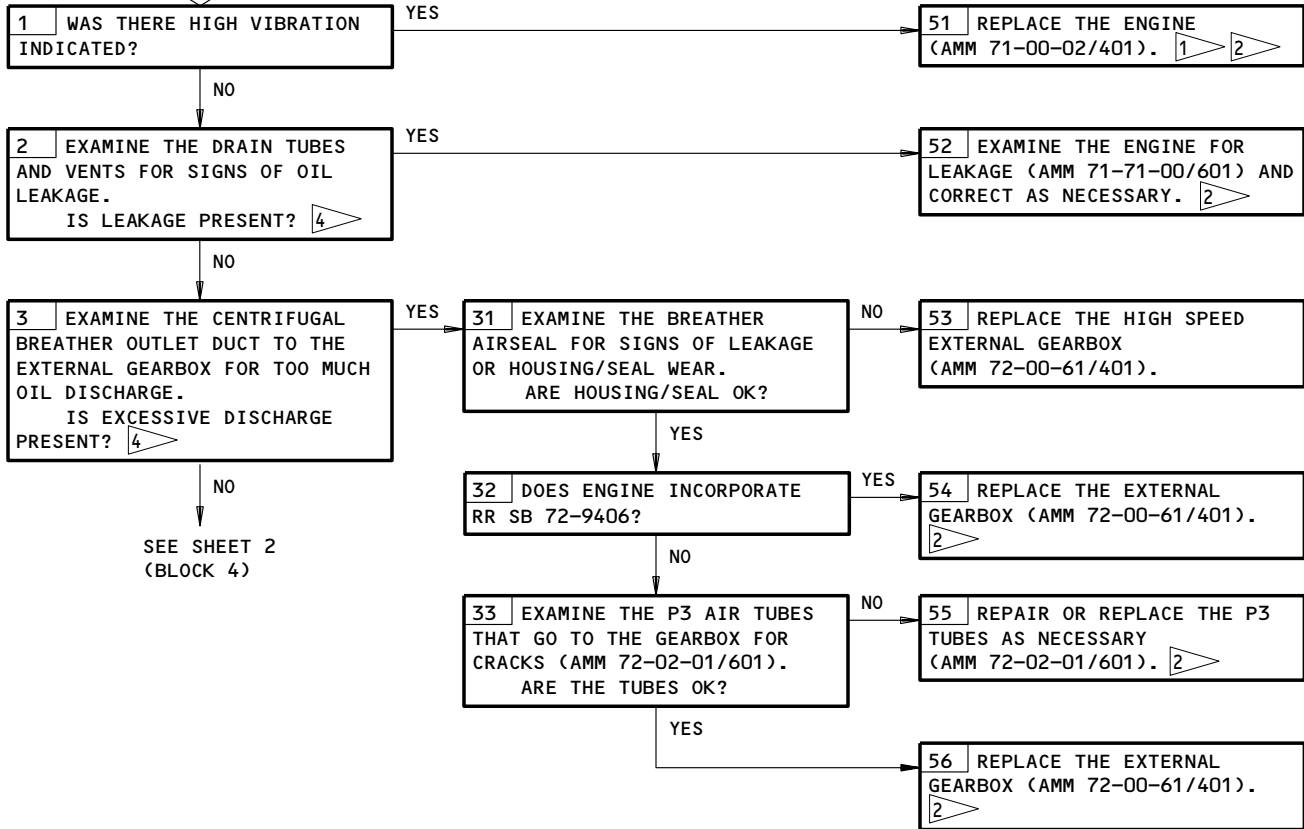 1 WAS THERE HIGH VIBRATION
INDICATED?
YES
51 REPLACE THE ENGINE
(AMM 71-00-02/401). 1 2
NO
2 EXAMINE THE DRAIN TUBES
AND VENTS FOR SIGNS OF OIL
LEAKAGE.
IS LEAKAGE PRESENT? 4
YES
52 EXAMINE THE ENGINE FOR
LEAKAGE (AMM 71-71-00/601) AND
CORRECT AS NECESSARY. 2
NO
3 EXAMINE THE CENTRIFUGAL
BREATHER OUTLET DUCT TO THE
EXTERNAL GEARBOX FOR TOO MUCH
OIL DISCHARGE.
IS EXCESSIVE DISCHARGE
PRESENT? 4
YES
31 EXAMINE THE BREATHER
AIRSEAL FOR SIGNS OF LEAKAGE
OR HOUSING/SEAL WEAR.
ARE HOUSING/SEAL OK?
NO
53 REPLACE THE HIGH SPEED
EXTERNAL GEARBOX
(AMM 72-00-61/401).
NO
SEE SHEET 2
(BLOCK 4)
YES
32 DOES ENGINE INCORPORATE
RR SB 72-9406?
YES
54 REPLACE THE EXTERNAL
GEARBOX (AMM 72-00-61/401).
2
NO
33 EXAMINE THE P3 AIR TUBES
THAT GO TO THE GEARBOX FOR
CRACKS (AMM 72-02-01/601).
ARE THE TUBES OK?
NO
55 REPAIR OR REPLACE THE P3
TUBES AS NECESSARY
(AMM 72-02-01/601). 2
YES
56 REPLACE THE EXTERNAL
GEARBOX (AMM 72-00-61/401).
2